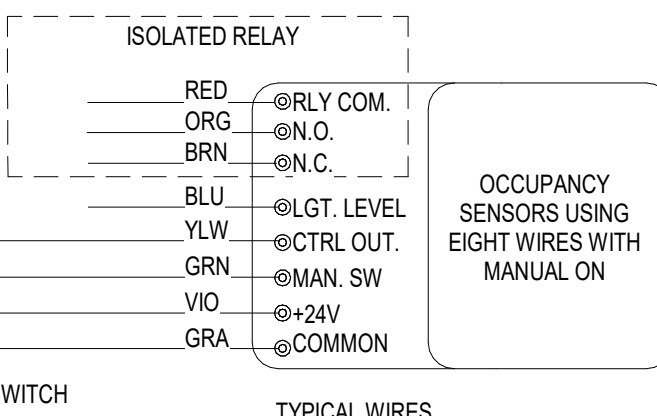 ISOLATED RELAY
RED RLY COM.
ORG N.O.
BRN N.C.
BLU LGT. LEVEL
YLW CTRL OUT.
GRN MAN. SW
VIO +24V
GRA COMMON
OCCUPANCY
SENSORS USING
EIGHT WIRES WITH
MANUAL ON
WITCH
TYPICAL WIRES